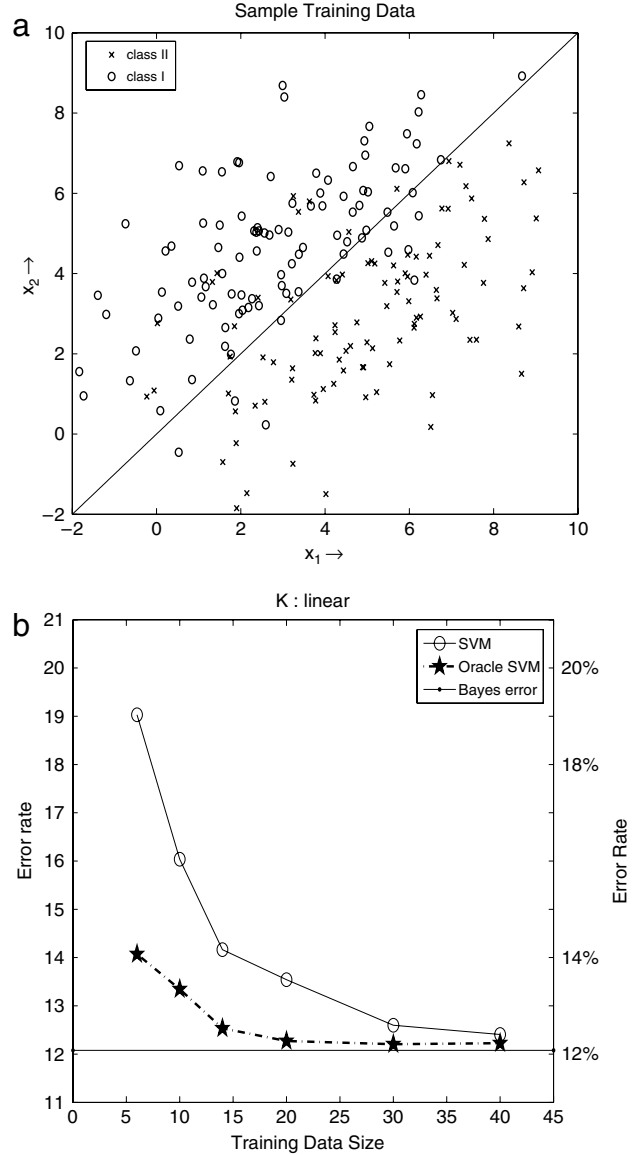 a
Sample Training Data
class II
class I
10
8
6
4
2
0
−2
x2 →
−2 0 2 4 6 8 10
x1 →
b
K : linear
SVM
Oracle SVM
Bayes error
21
20
19
18
17
16
15
14
13
12
11
Error rate
20%
18%
14%
12%
Error Rate
0 5 10 15 20 25 30 35 40 45
Training Data Size